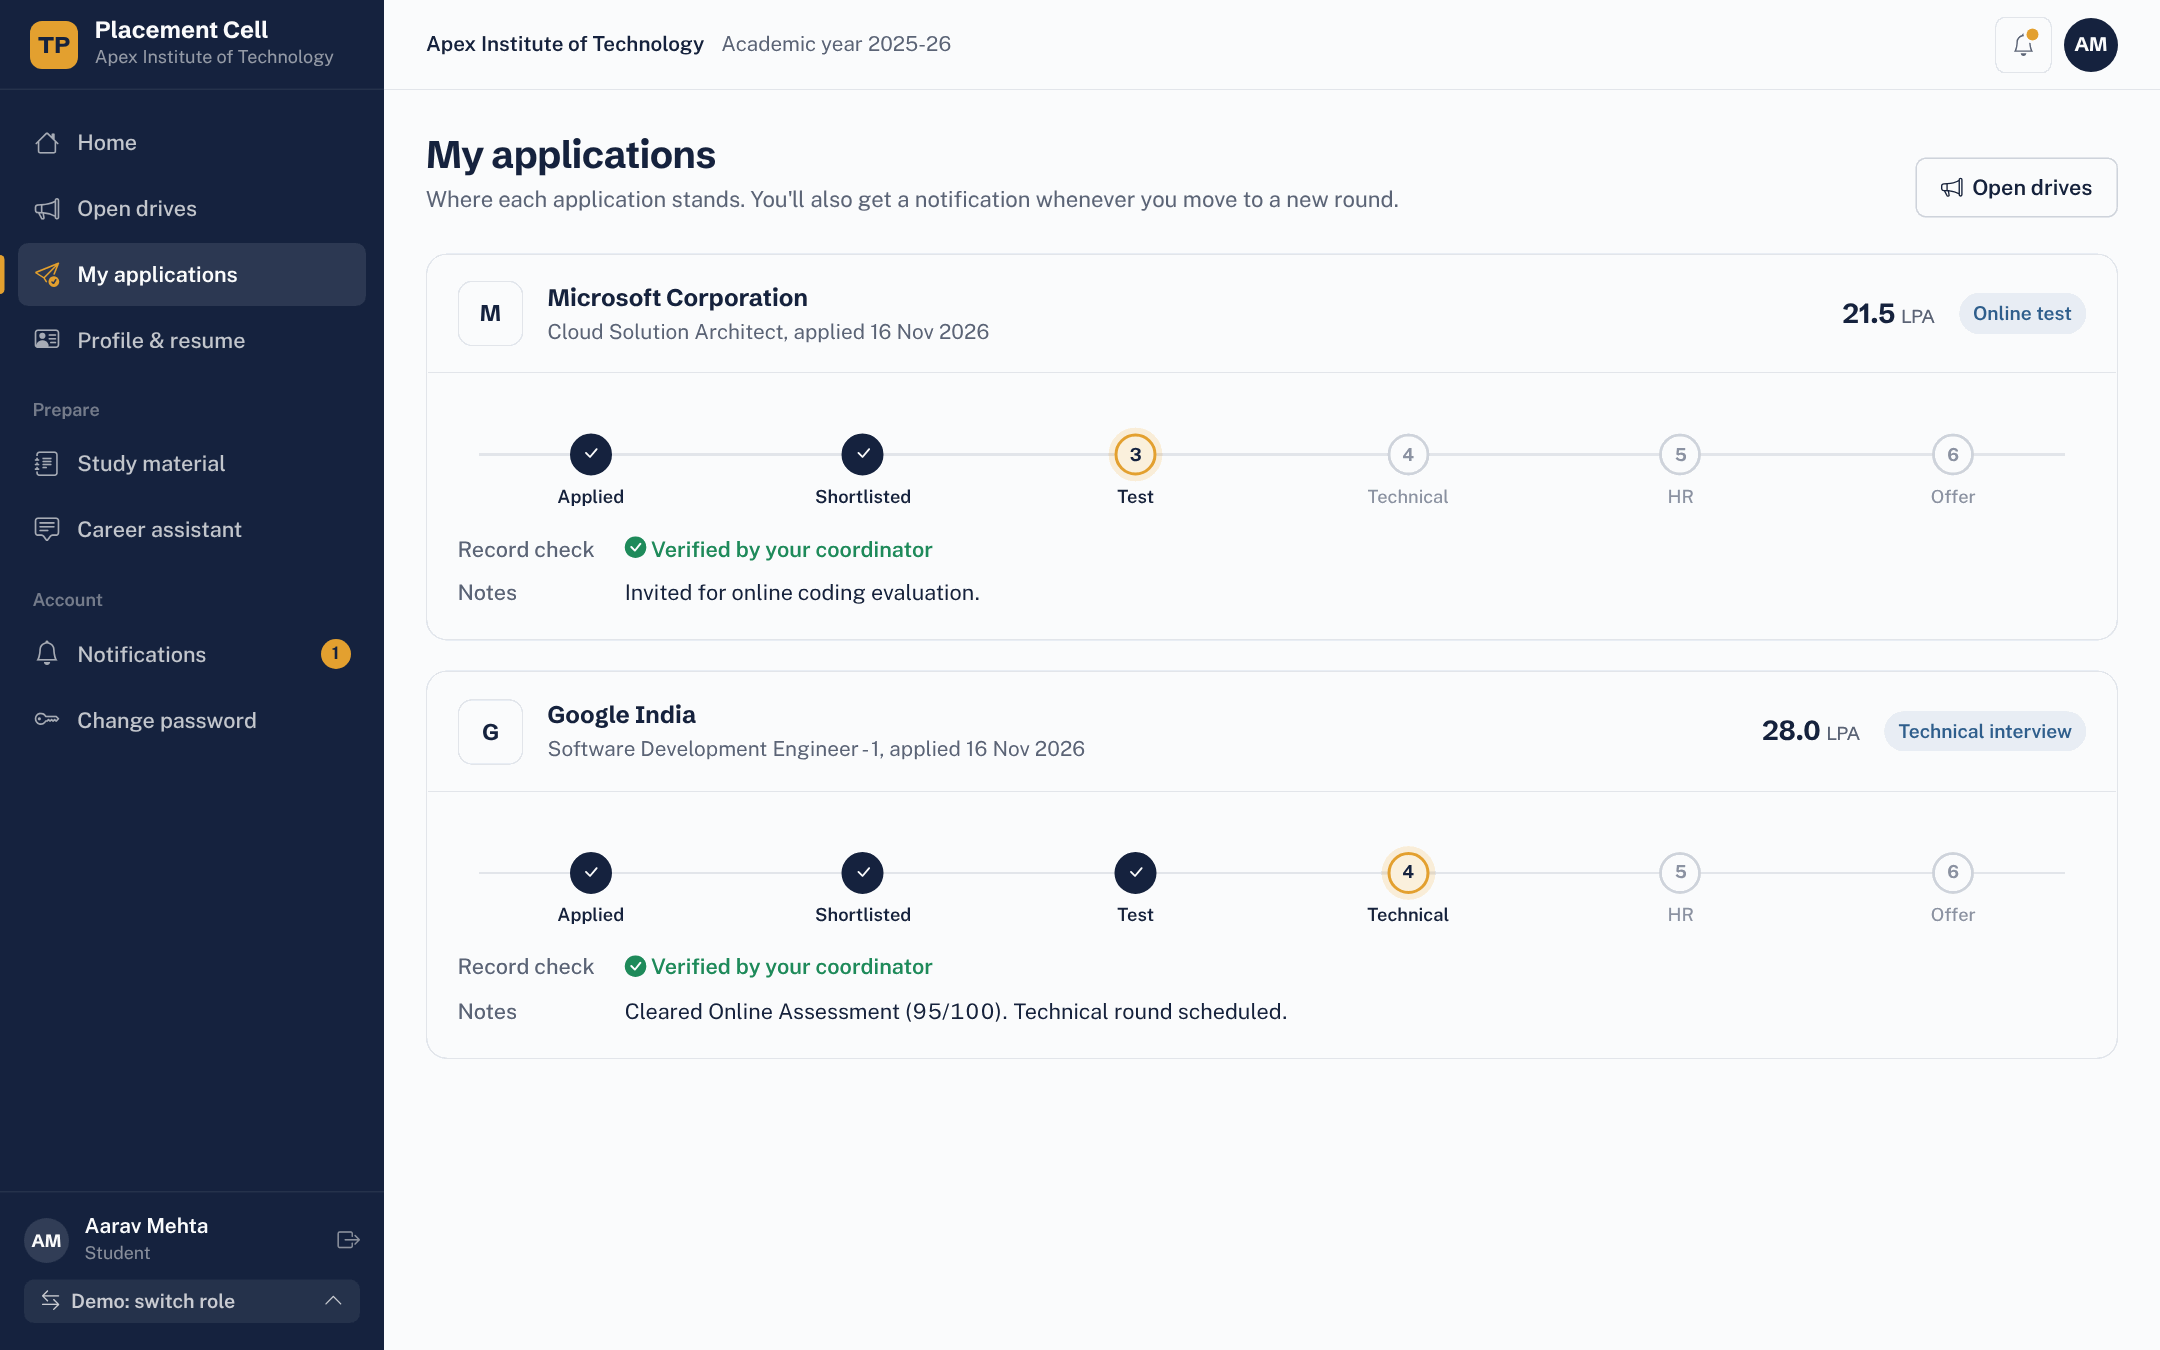 TP
Placement Cell
Apex Institute of Technology
Home
Open drives
My applications
Profile & resume
Prepare
Study material
Career assistant
Account
Notifications
1
Change password
AM
Aarav Mehta
Student
Demo: switch role
Apex Institute of Technology Academic year 2025-26
AM
My applications
Where each application stands. You'll also get a notification whenever you move to a new round.
Open drives
M
Microsoft Corporation
Cloud Solution Architect, applied 16 Nov 2026
21.5 LPA
Online test
3 4 5 6
Applied Shortlisted Test Technical HR Offer
Record check Verified by your coordinator
Notes Invited for online coding evaluation.
G
Google India
Software Development Engineer - 1, applied 16 Nov 2026
28.0 LPA
Technical interview
4 5 6
Applied Shortlisted Test Technical HR Offer
Record check Verified by your coordinator
Notes Cleared Online Assessment (95/100). Technical round scheduled.